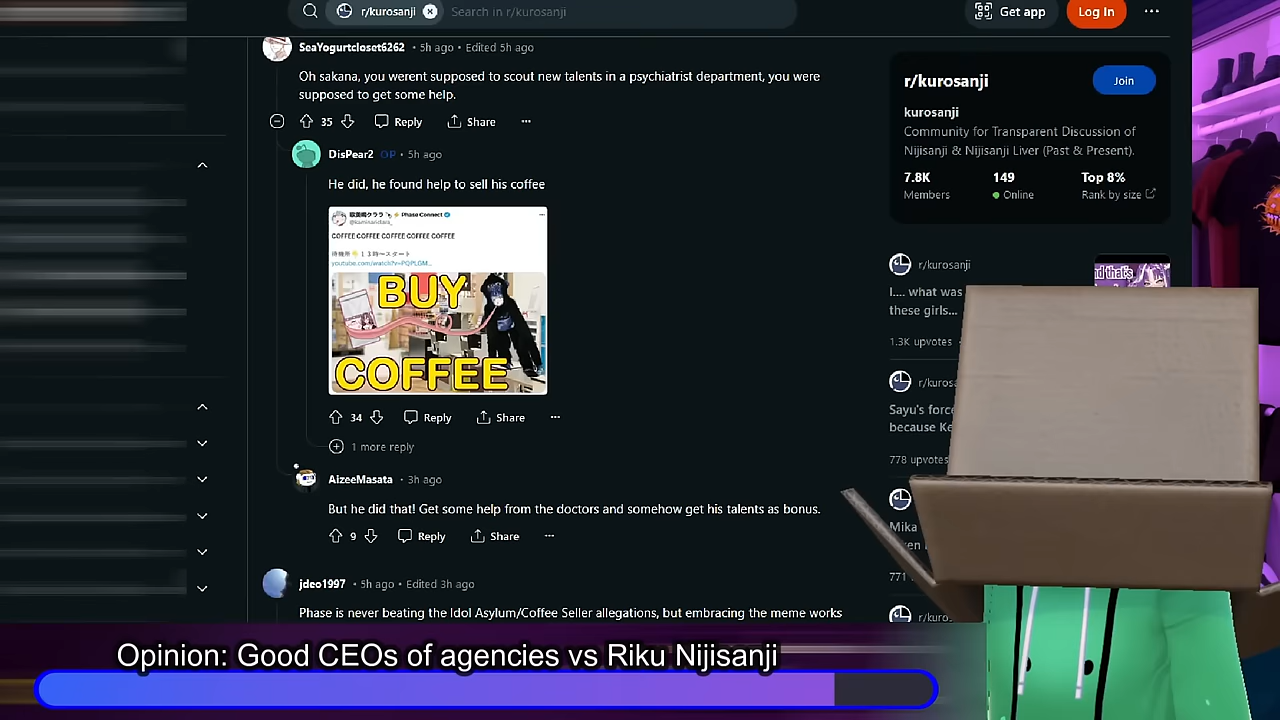 r/kurosanji
Search in r/kurosanji
Get app
Log In
SeaYogurtcloset6262 • 5h ago • Edited 5h ago
Oh sakana, you werent supposed to scout new talents in a psychiatrist department, you were
supposed to get some help.
35
Reply
Share
DisPear2 OP • 5h ago
He did, he found help to sell his coffee
Phase Connect
COFFEE COFFEE COFFEE COFFEE COFFEE
BUY
COFFEE
34
Reply
Share
1 more reply
AizeeMasata • 3h ago
But he did that! Get some help from the doctors and somehow get his talents as bonus.
9
Reply
Share
jdeo1997 • 5h ago • Edited 3h ago
Phase is never beating the Idol Asylum/Coffee Seller allegations, but embracing the meme works
r/kurosanji
Join
kurosanji
Community for Transparent Discussion of
Nijisanji & Nijisanji Liver (Past & Present).
7.8K
149
Top 8%
Members
Online
Rank by size
r/kurosanji
I.... what was
these girls...
1.3K upvotes
Sayu's force
because Ke
778 upvotes
Mika
771
Opinion: Good CEOs of agencies vs Riku Nijisanji